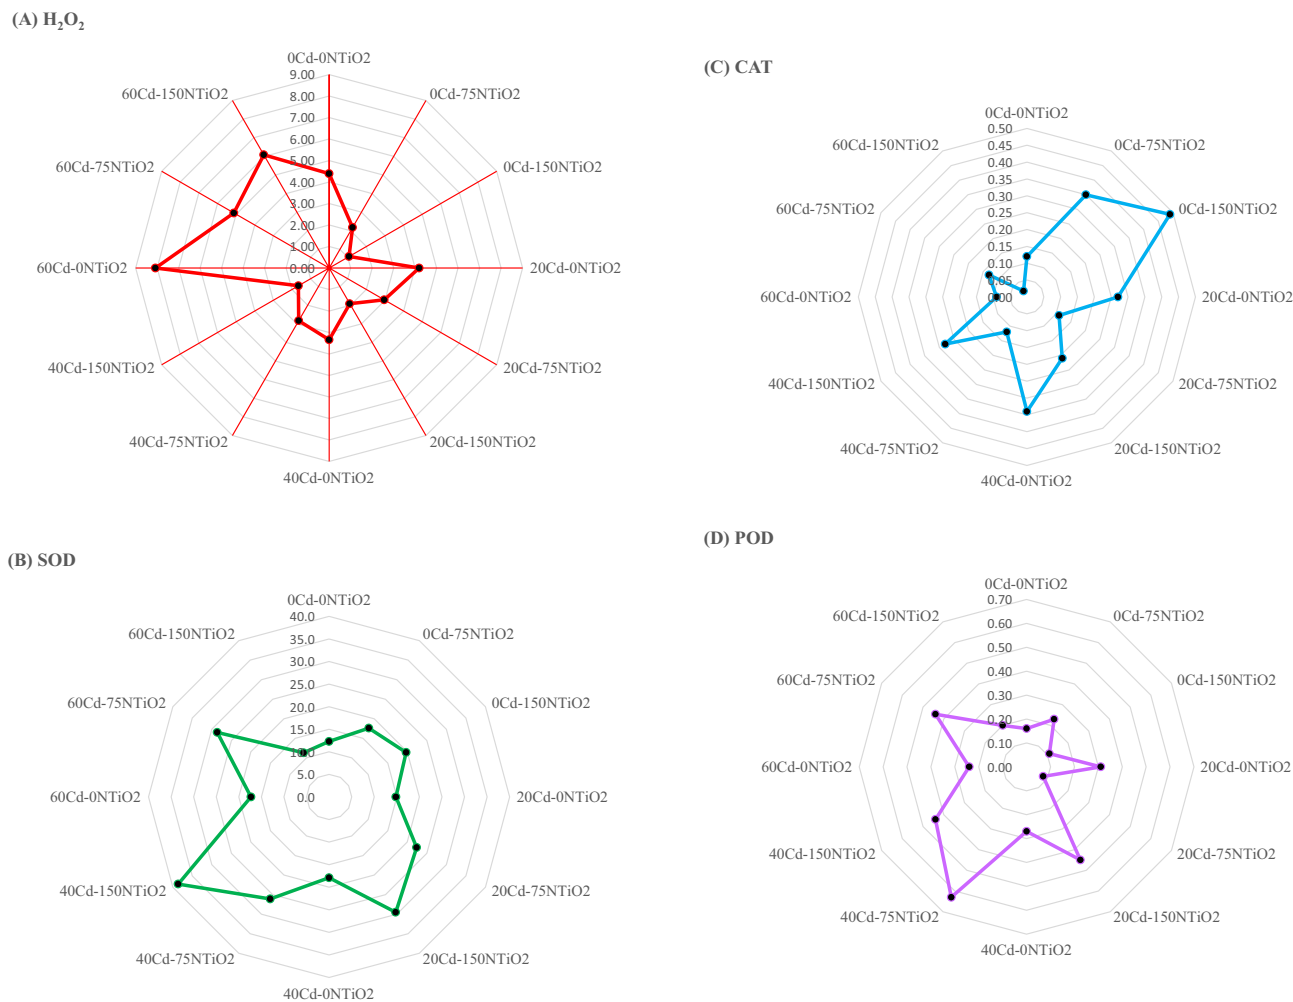 (A) H₂O₂
0Cd-0NTiO2
0Cd-75NTiO2
0Cd-150NTiO2
20Cd-0NTiO2
20Cd-75NTiO2
20Cd-150NTiO2
40Cd-0NTiO2
40Cd-75NTiO2
40Cd-150NTiO2
60Cd-0NTiO2
60Cd-75NTiO2
60Cd-150NTiO2
9.00
8.00
7.00
6.00
5.00
4.00
3.00
2.00
1.00
0.00
(B) SOD
0Cd-0NTiO2
0Cd-75NTiO2
0Cd-150NTiO2
20Cd-0NTiO2
20Cd-75NTiO2
20Cd-150NTiO2
40Cd-0NTiO2
40Cd-75NTiO2
40Cd-150NTiO2
60Cd-0NTiO2
60Cd-75NTiO2
60Cd-150NTiO2
40.0
35.0
30.0
25.0
20.0
15.0
10.0
5.0
0.0
(C) CAT
0Cd-0NTiO2
0Cd-75NTiO2
0Cd-150NTiO2
20Cd-0NTiO2
20Cd-75NTiO2
20Cd-150NTiO2
40Cd-0NTiO2
40Cd-75NTiO2
40Cd-150NTiO2
60Cd-0NTiO2
60Cd-75NTiO2
60Cd-150NTiO2
0.50
0.45
0.40
0.35
0.30
0.25
0.20
0.15
0.10
0.05
0.00
(D) POD
0Cd-0NTiO2
0Cd-75NTiO2
0Cd-150NTiO2
20Cd-0NTiO2
20Cd-75NTiO2
20Cd-150NTiO2
40Cd-0NTiO2
40Cd-75NTiO2
40Cd-150NTiO2
60Cd-0NTiO2
60Cd-75NTiO2
60Cd-150NTiO2
0.70
0.60
0.50
0.40
0.30
0.20
0.10
0.00